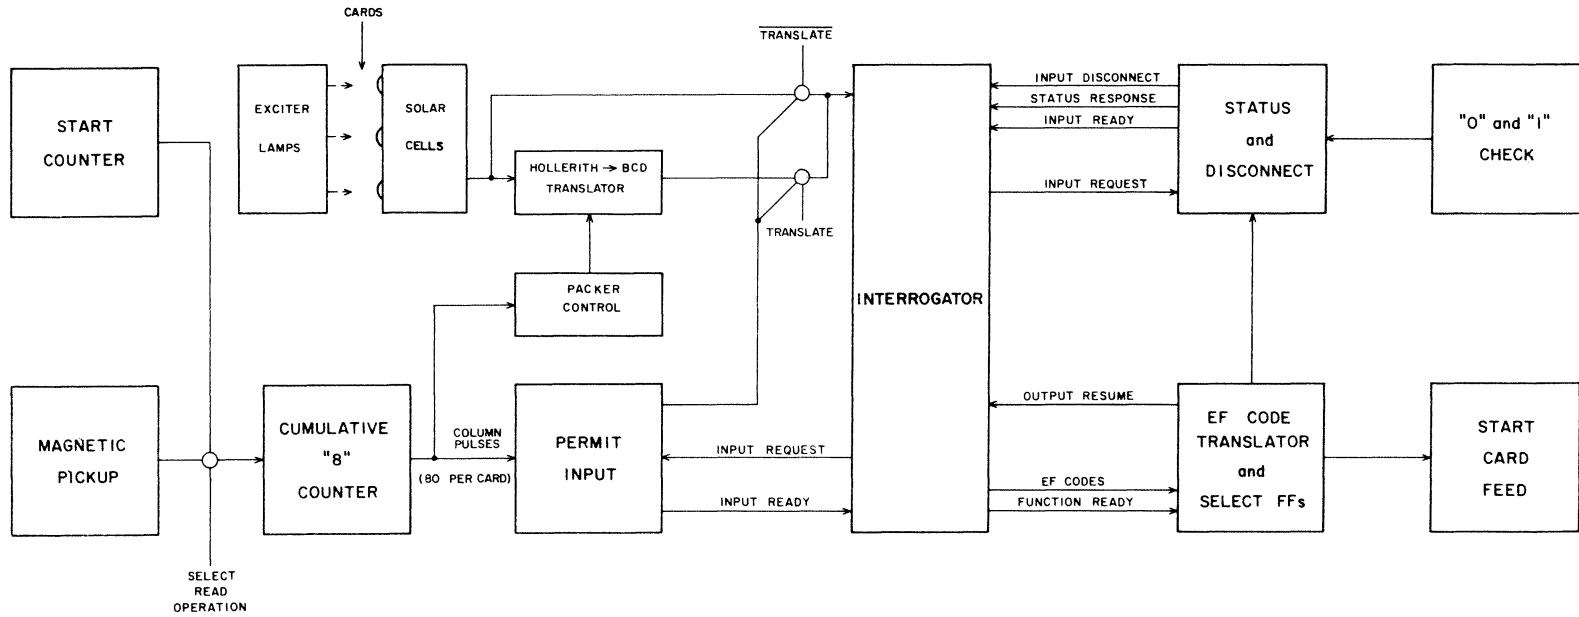 CARDS
TRANSLATE
START
COUNTER
EXCITER
LAMPS
SOLAR
CELLS
HOLLERITH → BCD
TRANSLATOR
TRANSLATE
PACKER
CONTROL
INTERROGATOR
INPUT DISCONNECT
STATUS RESPONSE
INPUT READY
INPUT REQUEST
STATUS
and
DISCONNECT
"0" and "1"
CHECK
MAGNETIC
PICKUP
CUMULATIVE
"8"
COUNTER
COLUMN
PULSES
(80 PER CARD)
PERMIT
INPUT
INPUT REQUEST
INPUT READY
OUTPUT RESUME
EF CODES
FUNCTION READY
EF CODE
TRANSLATOR
and
SELECT FFs
START
CARD
FEED
SELECT
READ
OPERATION